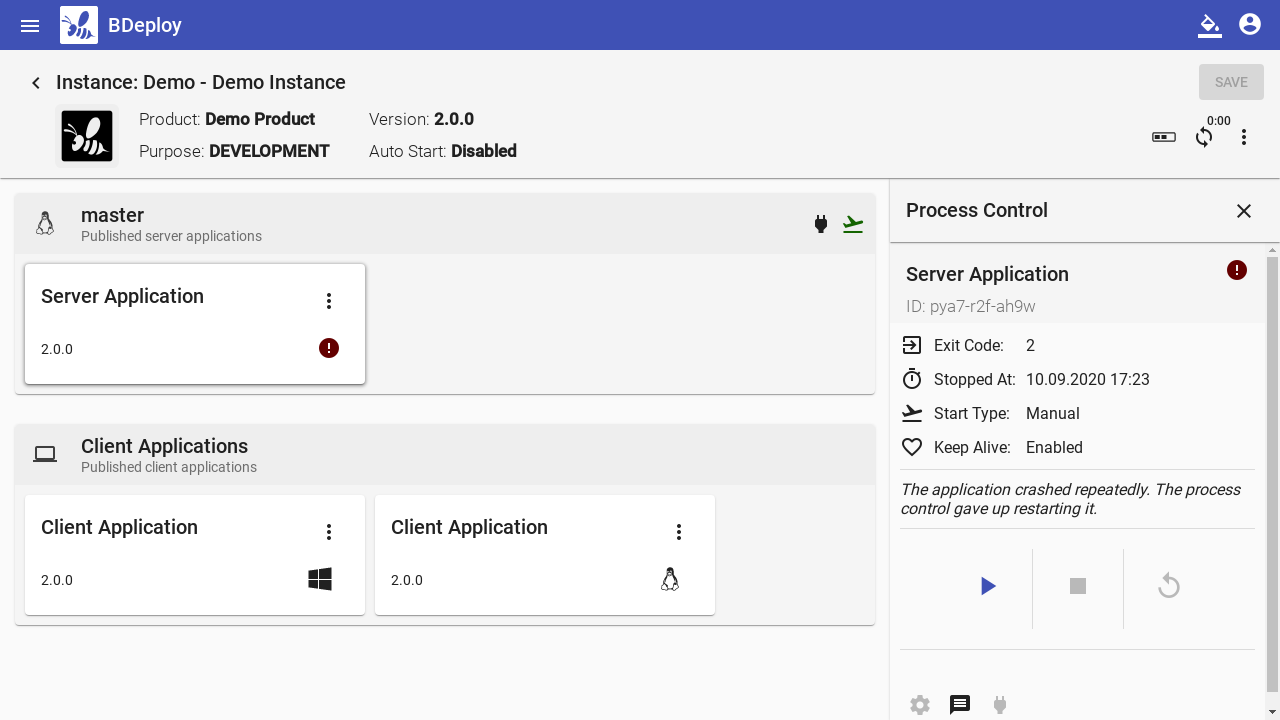 BDeploy
Instance: Demo - Demo Instance
SAVE
Product: Demo Product
Version: 2.0.0
Purpose: DEVELOPMENT
Auto Start: Disabled
0:00
master
Published server applications
Server Application
2.0.0
Client Applications
Published client applications
Client Application
2.0.0
Client Application
2.0.0
Process Control
Server Application
ID: pya7-r2f-ah9w
Exit Code: 2
Stopped At: 10.09.2020 17:23
Start Type: Manual
Keep Alive: Enabled
The application crashed repeatedly. The process
control gave up restarting it.